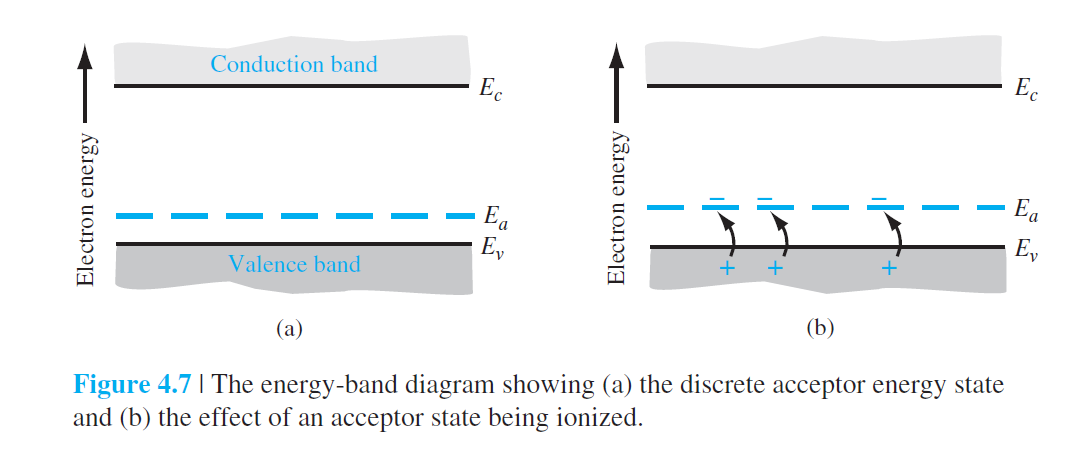 Electron energy
Conduction band
E_c
E_a
E_v
Valence band
(a)
Electron energy
E_c
− − −
E_a
E_v
+ + +
(b)
Figure 4.7 | The energy-band diagram showing (a) the discrete acceptor energy state
and (b) the effect of an acceptor state being ionized.